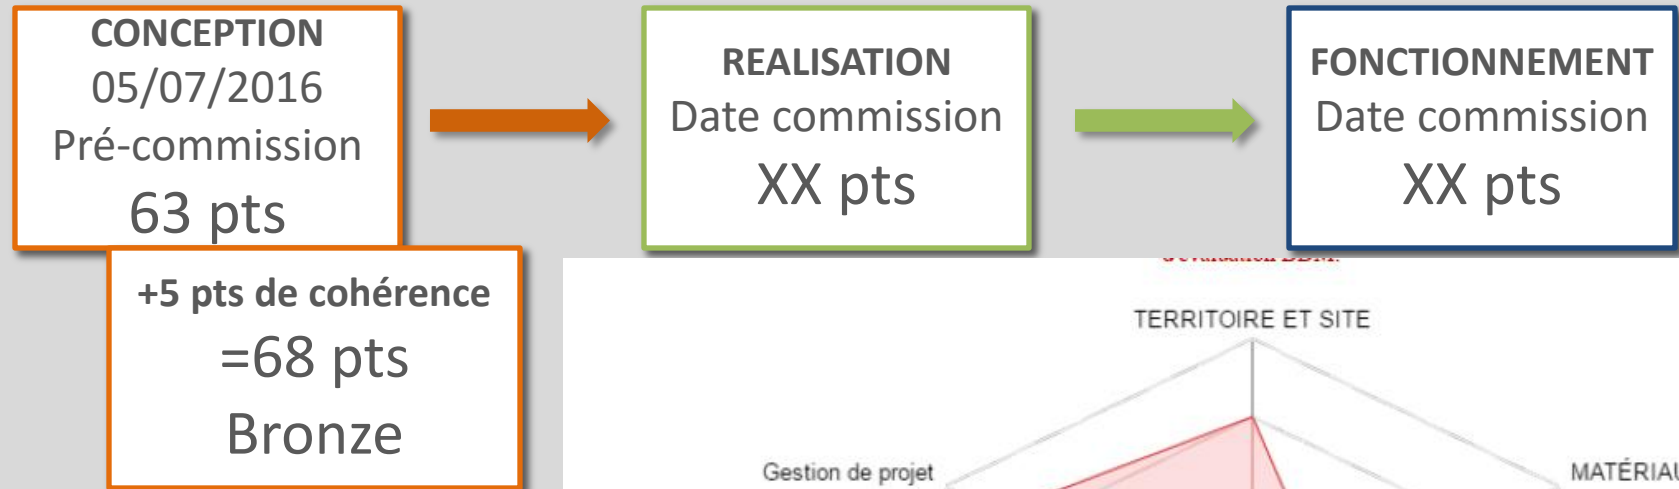 CONCEPTION
05/07/2016
Pré-commission
63 pts
+5 pts de cohérence
=68 pts
Bronze
REALISATION
Date commission
XX pts
FONCTIONNEMENT
Date commission
XX pts
TERRITOIRE ET SITE
Gestion de projet